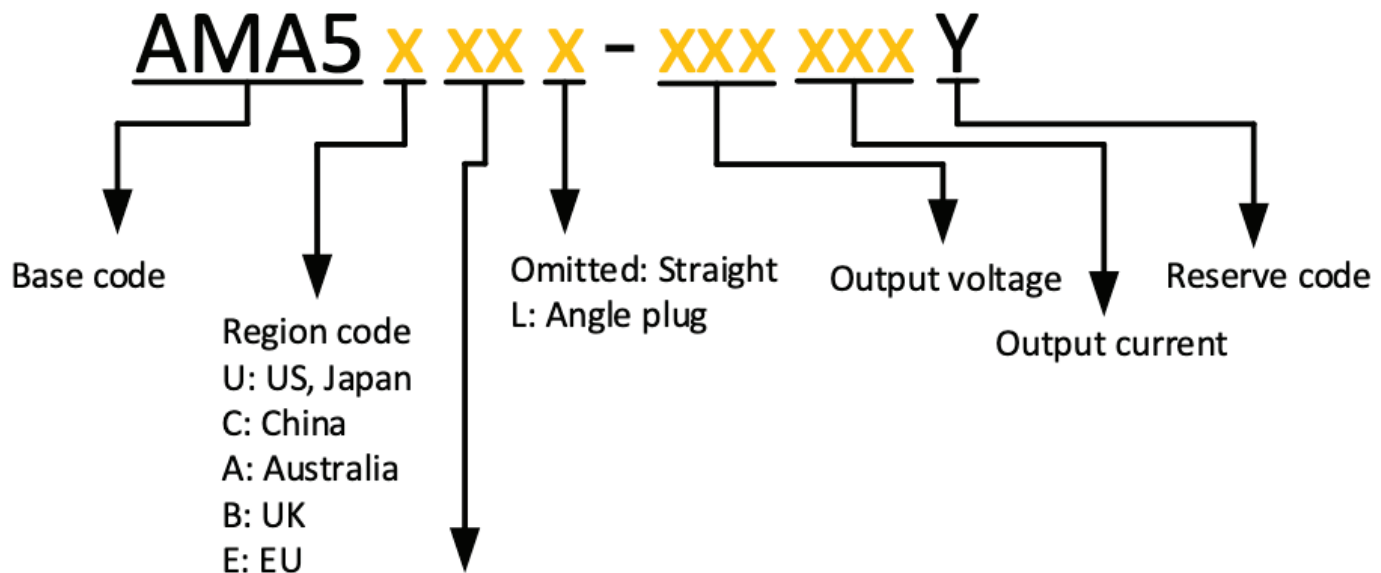 AMA5 x xx x - xxx xxx Y
Base code
Region code
U: US, Japan
C: China
A: Australia
B: UK
E: EU
Omitted: Straight
L: Angle plug
Output voltage
Output current
Reserve code